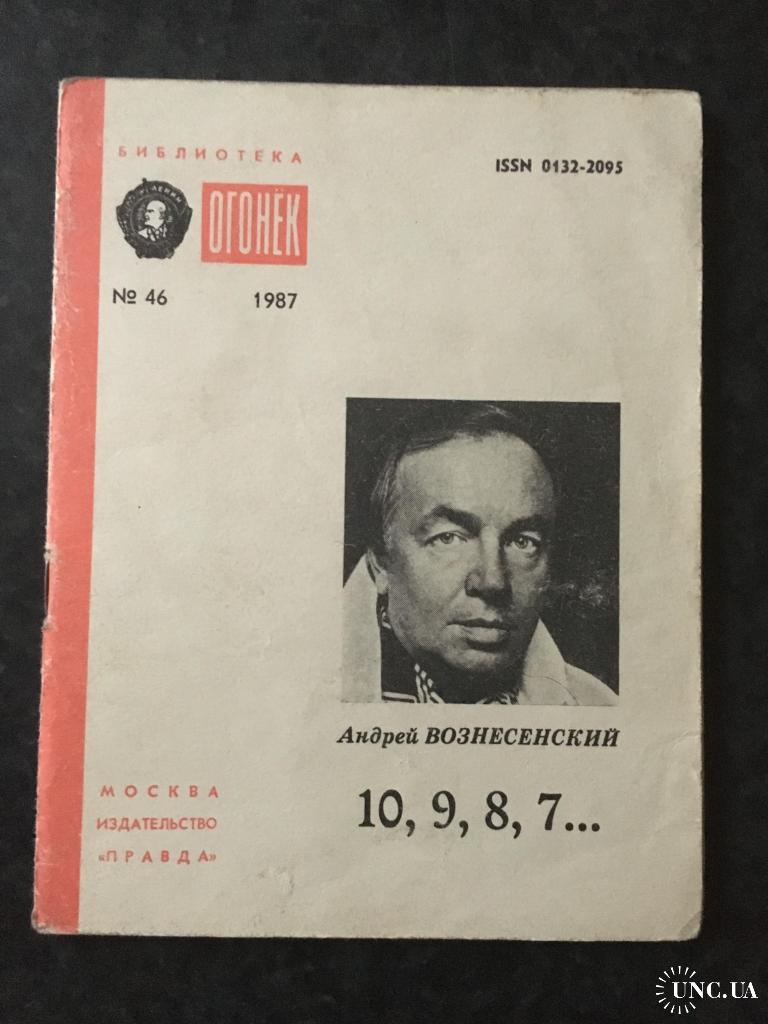 БИБЛИОТЕКА
ISSN 0132-2095
ЛЕНИН
ОГОНЁК
№ 46 1987
Андрей ВОЗНЕСЕНСКИЙ
10, 9, 8, 7...
МОСКВА
ИЗДАТЕЛЬСТВО
«ПРАВДА»
UNC.UA